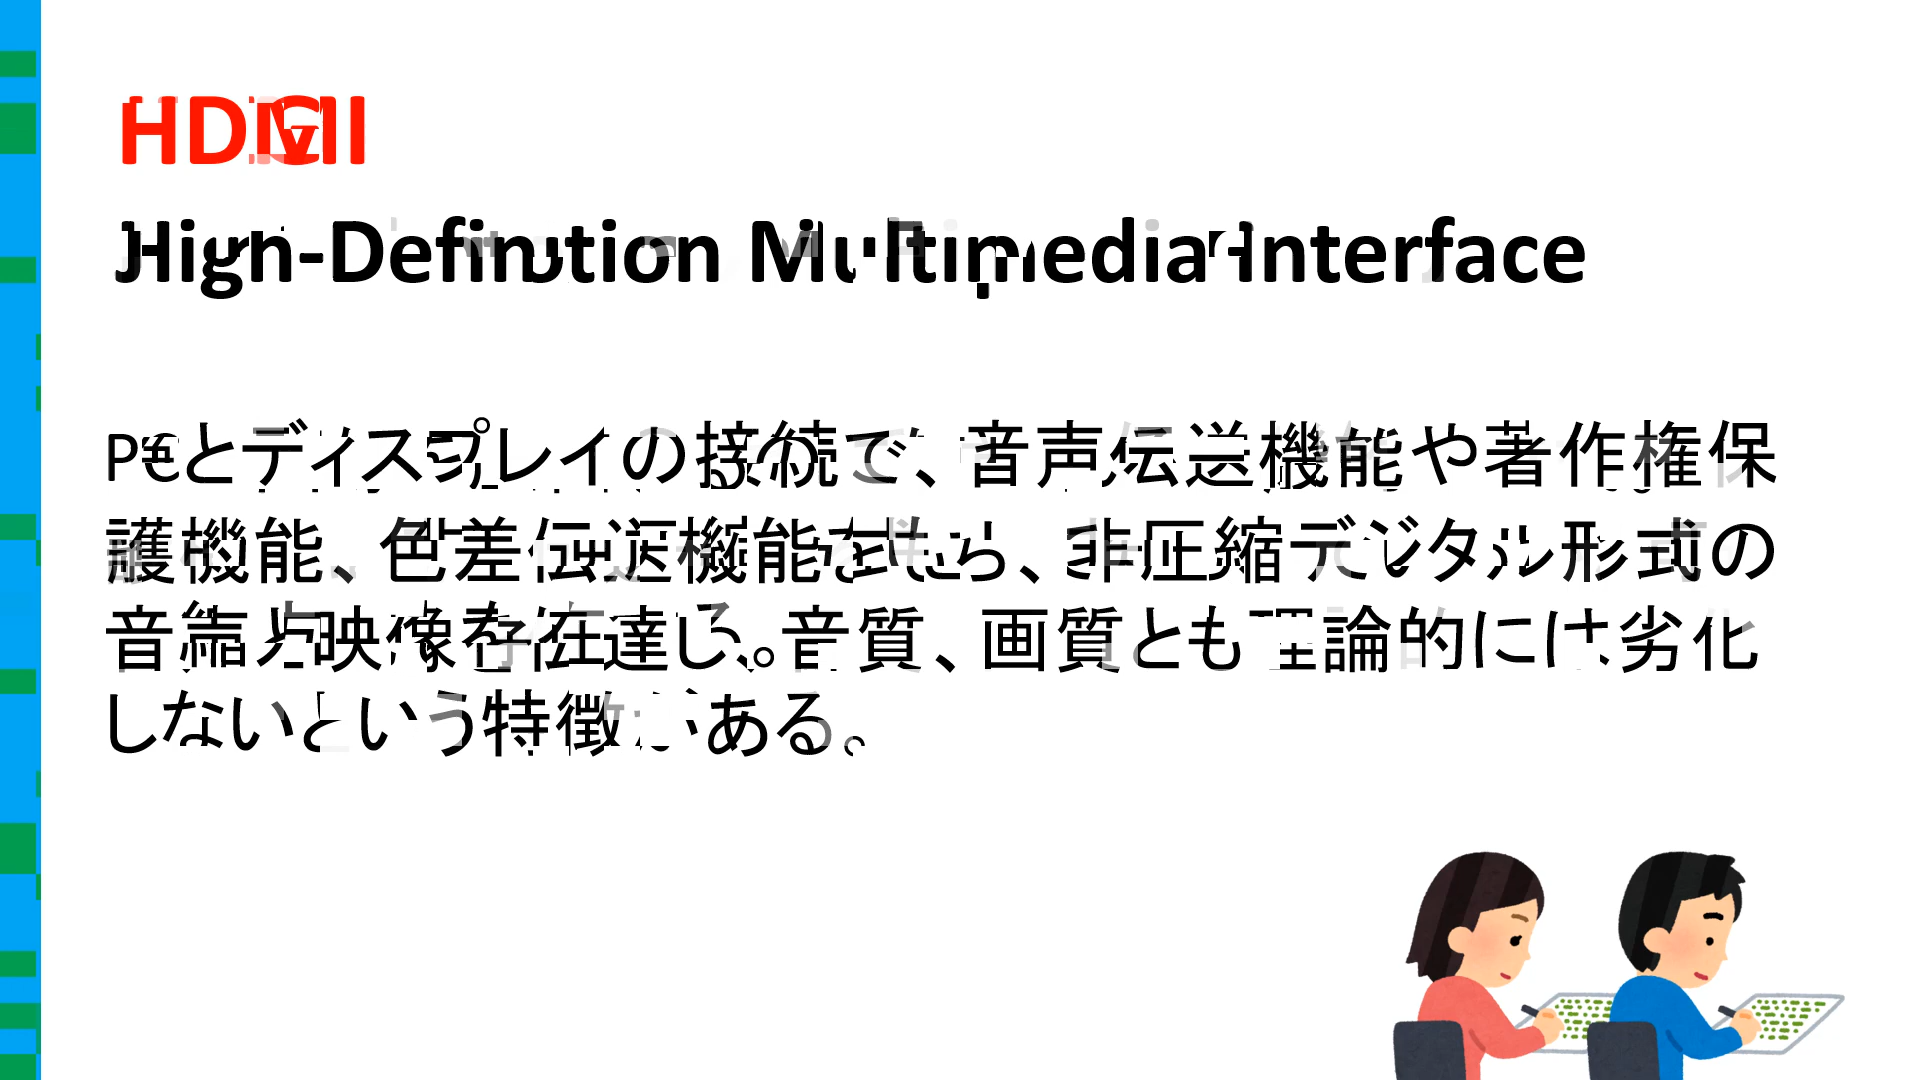 HDMI
High-Definition Multimedia Interface
PCとディスプレイの接続で、音声伝送機能や著作権保
護機能、色差伝送機能をもち、非圧縮デジタル形式の
音声と映像を伝達し。音質、画質とも理論的には劣化
しないという特徴がある。